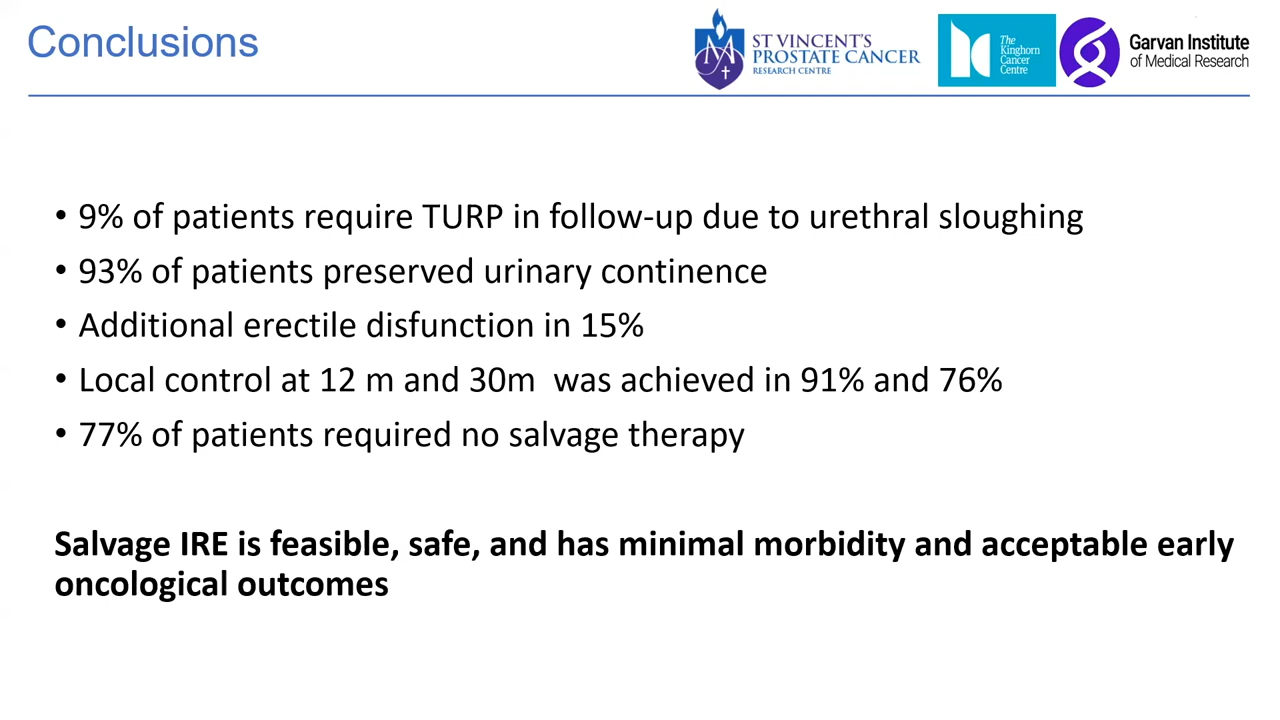 Conclusions
ST VINCENT'S
PROSTATE CANCER
RESEARCH CENTRE
The
Kinghorn
Cancer
Centre
Garvan Institute
of Medical Research
• 9% of patients require TURP in follow-up due to urethral sloughing
• 93% of patients preserved urinary continence
• Additional erectile disfunction in 15%
• Local control at 12 m and 30m was achieved in 91% and 76%
• 77% of patients required no salvage therapy
Salvage IRE is feasible, safe, and has minimal morbidity and acceptable early
oncological outcomes